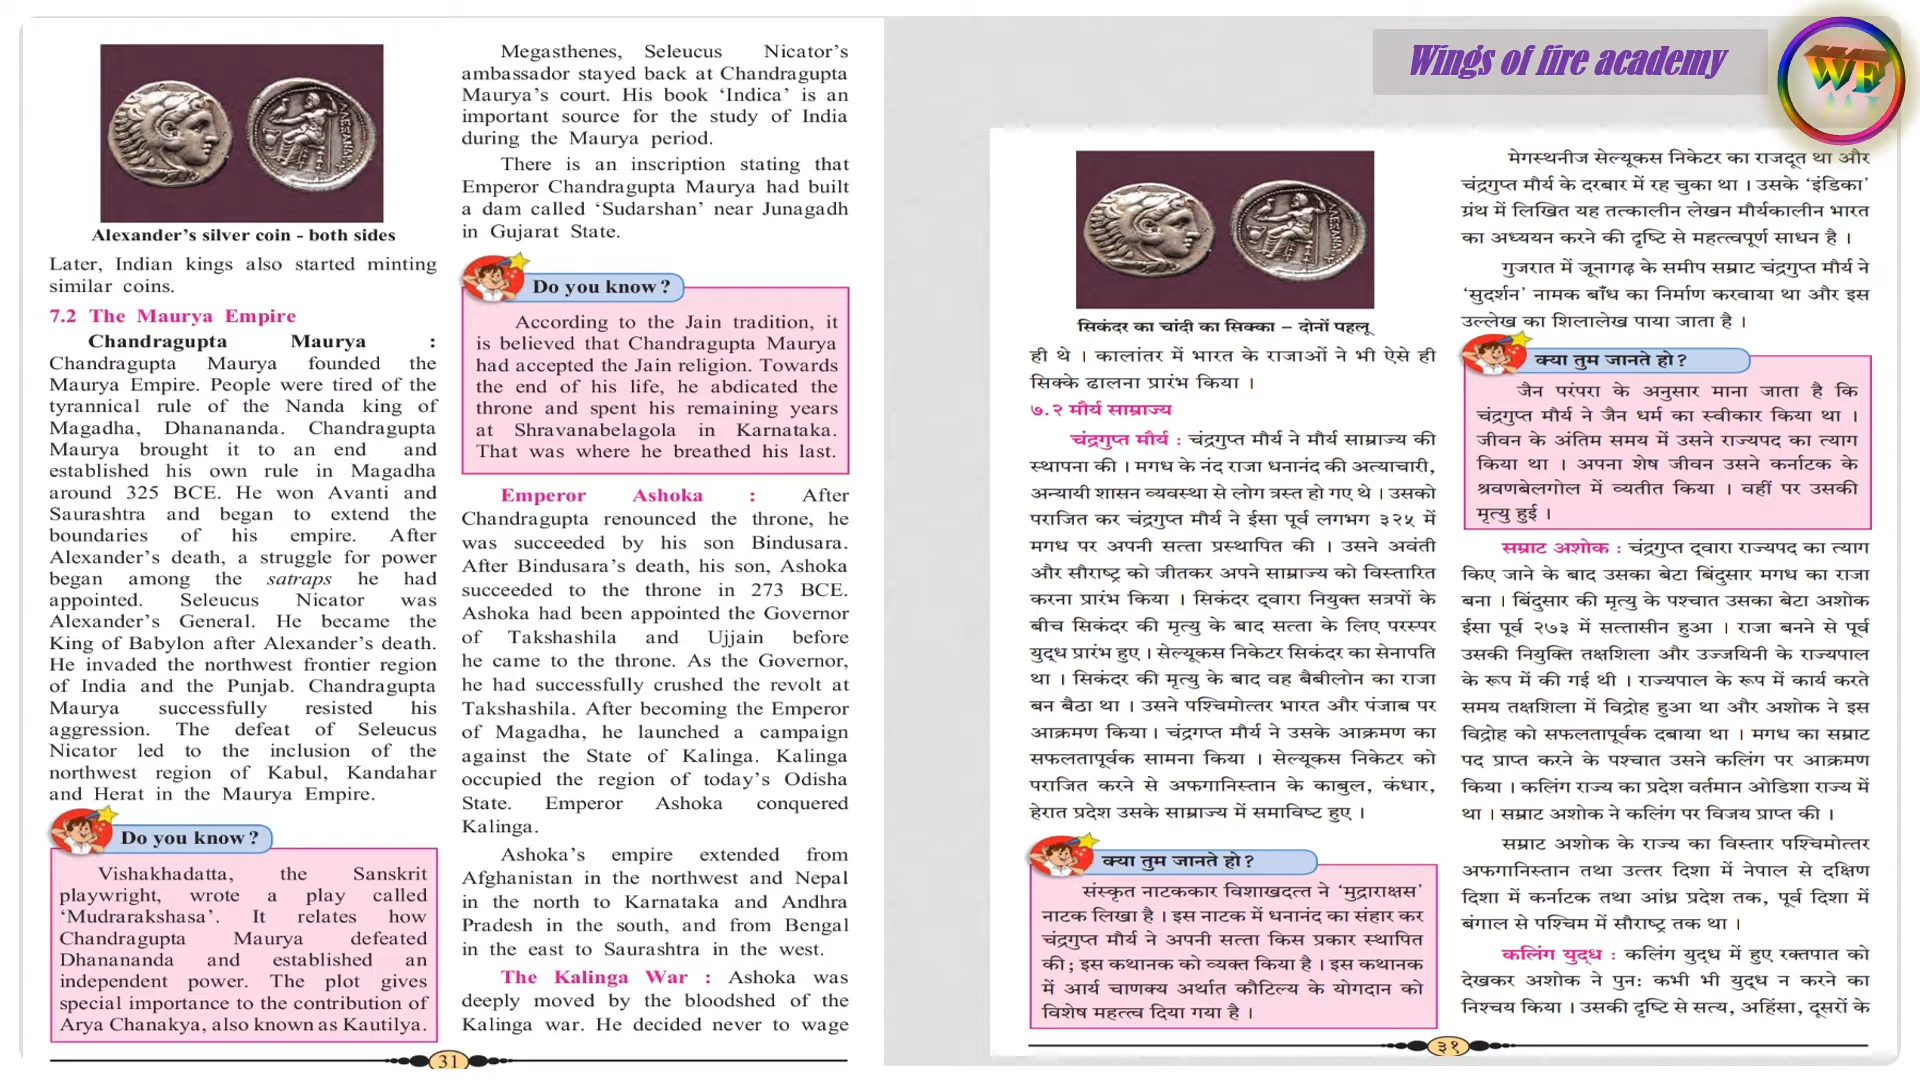 Alexander's silver coin - both sides
Later, Indian kings also started minting
similar coins.
7.2 The Maurya Empire
Chandragupta Maurya :
Chandragupta Maurya founded the
Maurya Empire. People were tired of the
tyrannical rule of the Nanda king of
Magadha, Dhanananda. Chandragupta
Maurya brought it to an end and
established his own rule in Magadha
around 325 BCE. He won Avanti and
Saurashtra and began to extend the
boundaries of his empire. After
Alexander's death, a struggle for power
began among the satraps he had
appointed. Seleucus Nicator was
Alexander's General. He became the
King of Babylon after Alexander's death.
He invaded the northwest frontier region
of India and the Punjab. Chandragupta
Maurya successfully resisted his
aggression. The defeat of Seleucus
Nicator led to the inclusion of the
northwest region of Kabul, Kandahar
and Herat in the Maurya Empire.
Do you know?
Vishakhadatta, the Sanskrit
playwright, wrote a play called
'Mudrarakshasa'. It relates how
Chandragupta Maurya defeated
Dhanananda and established an
independent power. The plot gives
special importance to the contribution of
Arya Chanakya, also known as Kautilya.
Megasthenes, Seleucus Nicator's
ambassador stayed back at Chandragupta
Maurya's court. His book 'Indica' is an
important source for the study of India
during the Maurya period.
There is an inscription stating that
Emperor Chandragupta Maurya had built
a dam called 'Sudarshan' near Junagadh
in Gujarat State.
Do you know?
According to the Jain tradition, it
is believed that Chandragupta Maurya
had accepted the Jain religion. Towards
the end of his life, he abdicated the
throne and spent his remaining years
at Shravanabelagola in Karnataka.
That was where he breathed his last.
Emperor Ashoka : After
Chandragupta renounced the throne, he
was succeeded by his son Bindusara.
After Bindusara's death, his son, Ashoka
succeeded to the throne in 273 BCE.
Ashoka had been appointed the Governor
of Takshashila and Ujjain before
he came to the throne. As the Governor,
he had successfully crushed the revolt at
Takshashila. After becoming the Emperor
of Magadha, he launched a campaign
against the State of Kalinga. Kalinga
occupied the region of today's Odisha
State. Emperor Ashoka conquered
Kalinga.
Ashoka's empire extended from
Afghanistan in the northwest and Nepal
in the north to Karnataka and Andhra
Pradesh in the south, and from Bengal
in the east to Saurashtra in the west.
The Kalinga War : Ashoka was
deeply moved by the bloodshed of the
Kalinga war. He decided never to wage
31
Wings of fire academy
WE
सिकंदर का चांदी का सिक्का – दोनों पहलू
ही थे । कालांतर में भारत के राजाओं ने भी ऐसे ही
सिक्के ढालना प्रारंभ किया ।
७.२ मौर्य साम्राज्य
चंद्रगुप्त मौर्य : चंद्रगुप्त मौर्य ने मौर्य साम्राज्य की
स्थापना की । मगध के नंद राजा धनानंद की अत्याचारी,
अन्यायी शासन व्यवस्था से लोग त्रस्त हो गए थे । उसको
पराजित कर चंद्रगुप्त मौर्य ने ईसा पूर्व लगभग ३२५ में
मगध पर अपनी सत्ता प्रस्थापित की । उसने अवंती
और सौराष्ट्र को जीतकर अपने साम्राज्य को विस्तारित
करना प्रारंभ किया । सिकंदर द्वारा नियुक्त सत्रपों के
बीच सिकंदर की मृत्यु के बाद सत्ता के लिए परस्पर
युद्ध प्रारंभ हुए । सेल्यूकस निकेटर सिकंदर का सेनापति
था । सिकंदर की मृत्यु के बाद वह बैबीलोन का राजा
बन बैठा था । उसने पश्चिमोत्तर भारत और पंजाब पर
आक्रमण किया । चंद्रगप्त मौर्य ने उसके आक्रमण का
सफलतापूर्वक सामना किया । सेल्यूकस निकेटर को
पराजित करने से अफगानिस्तान के काबुल, कंधार,
हेरात प्रदेश उसके साम्राज्य में समाविष्ट हुए ।
क्या तुम जानते हो?
संस्कृत नाटककार विशाखदत्त ने 'मुद्राराक्षस'
नाटक लिखा है । इस नाटक में धनानंद का संहार कर
चंद्रगुप्त मौर्य ने अपनी सत्ता किस प्रकार स्थापित
की; इस कथानक को व्यक्त किया है । इस कथानक
में आर्य चाणक्य अर्थात कौटिल्य के योगदान को
विशेष महत्त्व दिया गया है ।
मेगस्थनीज सेल्यूकस निकेटर का राजदूत था और
चंद्रगुप्त मौर्य के दरबार में रह चुका था । उसके 'इंडिका'
ग्रंथ में लिखित यह तत्कालीन लेखन मौर्यकालीन भारत
का अध्ययन करने की दृष्टि से महत्त्वपूर्ण साधन है ।
गुजरात में जूनागढ़ के समीप सम्राट चंद्रगुप्त मौर्य ने
'सुदर्शन' नामक बाँध का निर्माण करवाया था और इस
उल्लेख का शिलालेख पाया जाता है ।
क्या तुम जानते हो?
जैन परंपरा के अनुसार माना जाता है कि
चंद्रगुप्त मौर्य ने जैन धर्म का स्वीकार किया था ।
जीवन के अंतिम समय में उसने राज्यपद का त्याग
किया था । अपना शेष जीवन उसने कर्नाटक के
श्रवणबेलगोल में व्यतीत किया । वहीं पर उसकी
मृत्यु हुई ।
सम्राट अशोक : चंद्रगुप्त द्वारा राज्यपद का त्याग
किए जाने के बाद उसका बेटा बिंदुसार मगध का राजा
बना । बिंदुसार की मृत्यु के पश्चात उसका बेटा अशोक
ईसा पूर्व २७३ में सत्तासीन हुआ । राजा बनने से पूर्व
उसकी नियुक्ति तक्षशिला और उज्जयिनी के राज्यपाल
के रूप में की गई थी । राज्यपाल के रूप में कार्य करते
समय तक्षशिला में विद्रोह हुआ था और अशोक ने इस
विद्रोह को सफलतापूर्वक दबाया था । मगध का सम्राट
पद प्राप्त करने के पश्चात उसने कलिंग पर आक्रमण
किया । कलिंग राज्य का प्रदेश वर्तमान ओडिशा राज्य में
था । सम्राट अशोक ने कलिंग पर विजय प्राप्त की ।
सम्राट अशोक के राज्य का विस्तार पश्चिमोत्तर
अफगानिस्तान तथा उत्तर दिशा में नेपाल से दक्षिण
दिशा में कर्नाटक तथा आंध्र प्रदेश तक, पूर्व दिशा में
बंगाल से पश्चिम में सौराष्ट्र तक था ।
कलिंग युद्ध : कलिंग युद्ध में हुए रक्तपात को
देखकर अशोक ने पुन: कभी भी युद्ध न करने का
निश्चय किया । उसकी दृष्टि से सत्य, अहिंसा, दूसरों के
३१